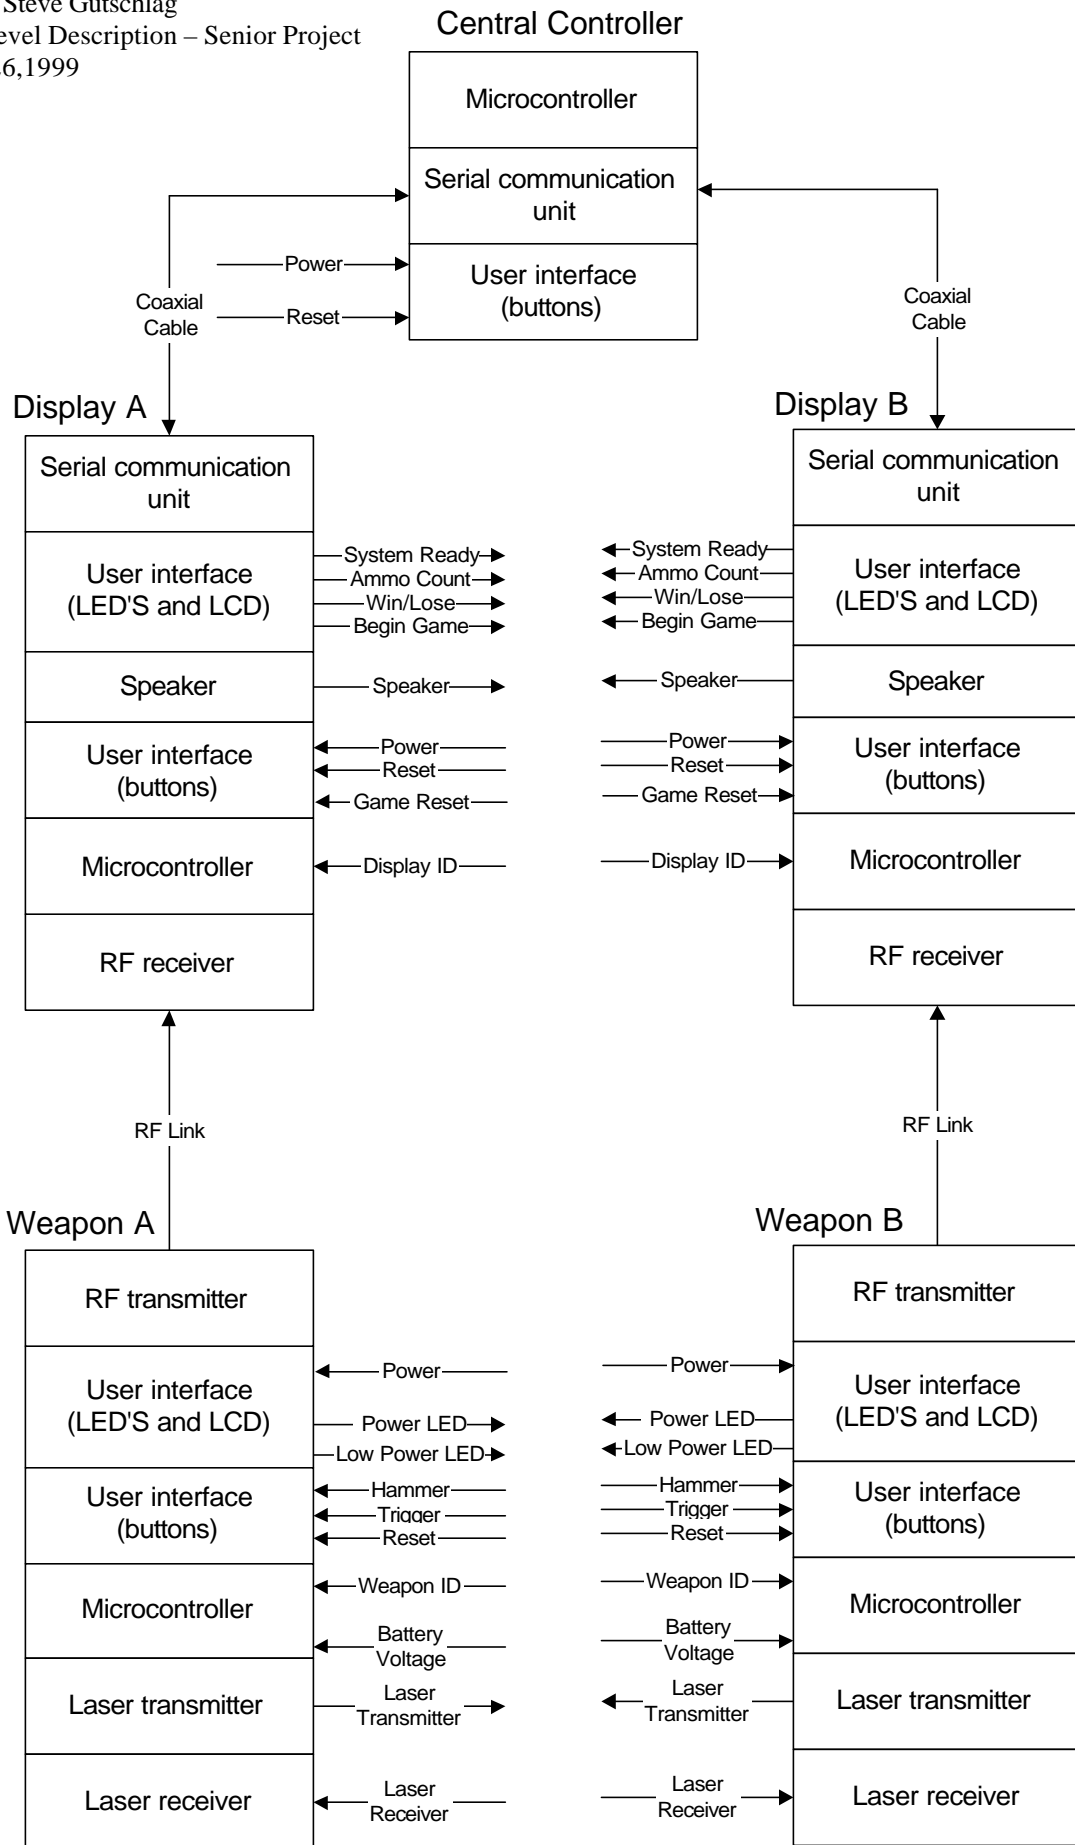 Steve Gutschlag
evel Description – Senior Project
6,1999
Central Controller
Microcontroller
Serial communication
unit
User interface
(buttons)
Power
Reset
Coaxial
Cable
Coaxial
Cable
Display A
Serial communication
unit
User interface
(LED'S and LCD)
Speaker
User interface
(buttons)
Microcontroller
RF receiver
System Ready
Ammo Count
Win/Lose
Begin Game
Speaker
Power
Reset
Game Reset
Display ID
Display B
Serial communication
unit
User interface
(LED'S and LCD)
Speaker
User interface
(buttons)
Microcontroller
RF receiver
System Ready
Ammo Count
Win/Lose
Begin Game
Speaker
Power
Reset
Game Reset
Display ID
RF Link
RF Link
Weapon A
RF transmitter
User interface
(LED'S and LCD)
User interface
(buttons)
Microcontroller
Laser transmitter
Laser receiver
Power
Power LED
Low Power LED
Hammer
Trigger
Reset
Weapon ID
Battery
Voltage
Laser
Transmitter
Laser
Receiver
Weapon B
RF transmitter
User interface
(LED'S and LCD)
User interface
(buttons)
Microcontroller
Laser transmitter
Laser receiver
Power
Power LED
Low Power LED
Hammer
Trigger
Reset
Weapon ID
Battery
Voltage
Laser
Transmitter
Laser
Receiver